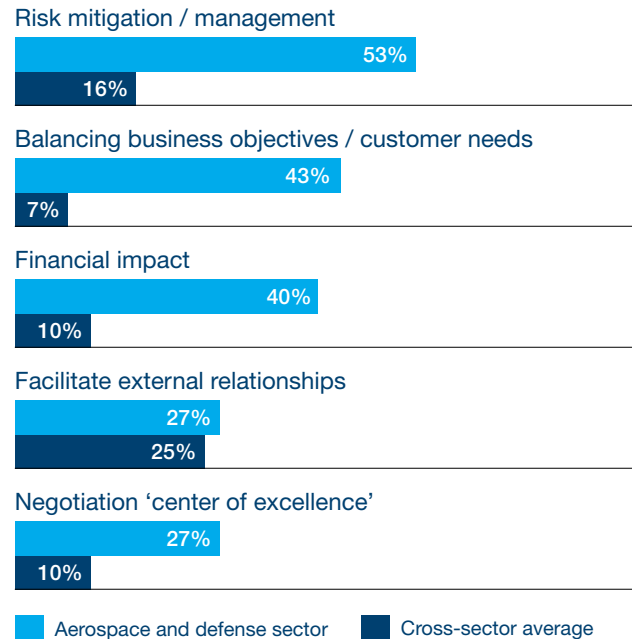 Risk mitigation / management
53%
16%
Balancing business objectives / customer needs
43%
7%
Financial impact
40%
10%
Facilitate external relationships
27%
25%
Negotiation ‘center of excellence’
27%
10%
Aerospace and defense sector Cross-sector average